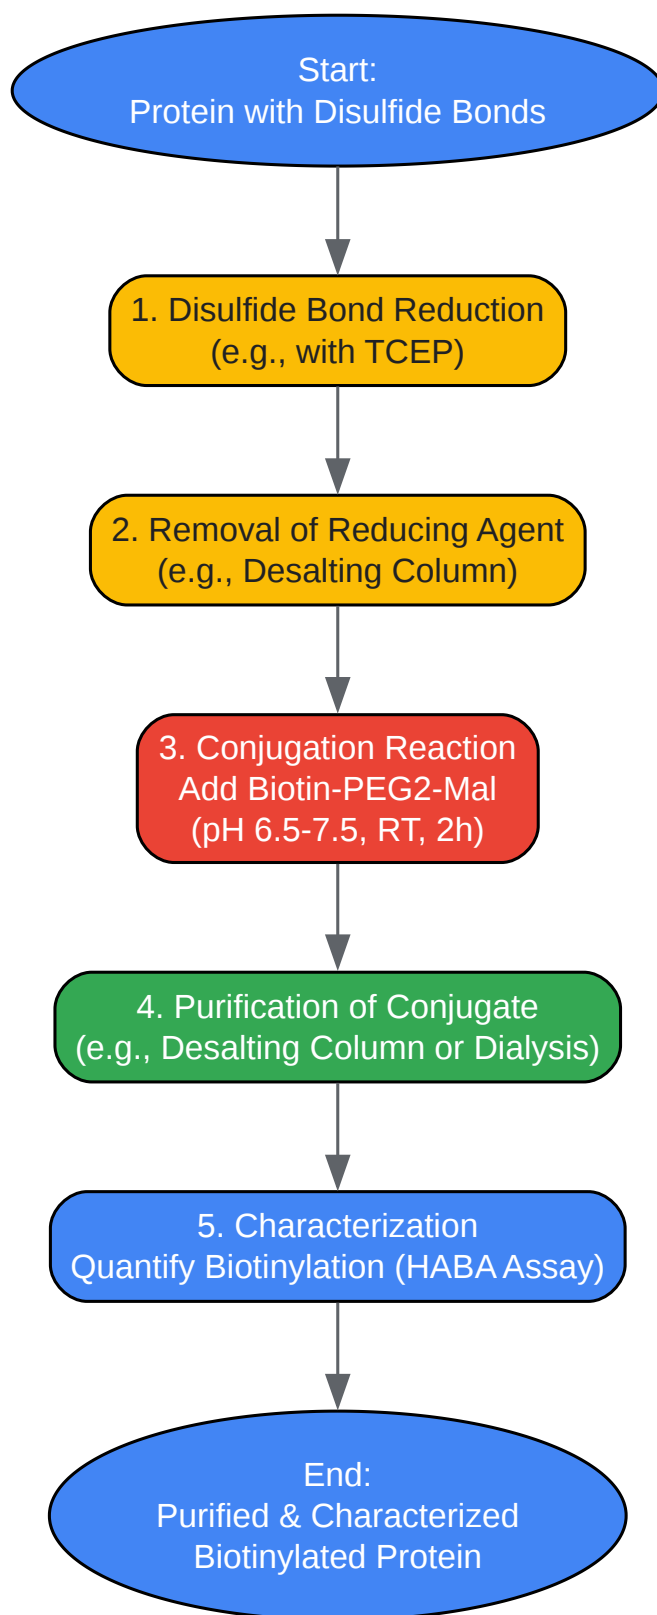 Start:
Protein with Disulfide Bonds
1. Disulfide Bond Reduction
(e.g., with TCEP)
2. Removal of Reducing Agent
(e.g., Desalting Column)
3. Conjugation Reaction
Add Biotin-PEG2-Mal
(pH 6.5-7.5, RT, 2h)
4. Purification of Conjugate
(e.g., Desalting Column or Dialysis)
5. Characterization
Quantify Biotinylation (HABA Assay)
End:
Purified & Characterized
Biotinylated Protein